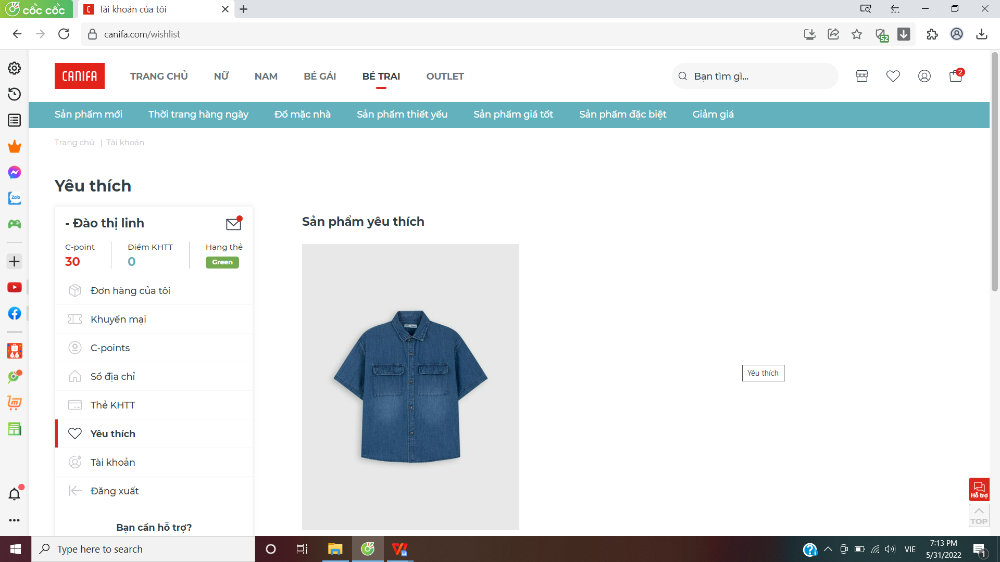 cốc cốc
Tài khoản của tôi
canifa.com/wishlist
52
CANIFA
TRANG CHỦ
NỮ
NAM
BÉ GÁI
BÉ TRAI
OUTLET
Bạn tìm gì...
2
Sản phẩm mới
Thời trang hàng ngày
Đồ mặc nhà
Sản phẩm thiết yếu
Sản phẩm giá tốt
Sản phẩm đặc biệt
Giảm giá
Trang chủ | Tài khoản
Yêu thích
- Đào thị linh
C-point
30
Điểm KHTT
0
Hạng thẻ
Green
Đơn hàng của tôi
Khuyến mại
C-points
Sổ địa chỉ
Thẻ KHTT
Yêu thích
Tài khoản
Đăng xuất
Bạn cần hỗ trợ?
Sản phẩm yêu thích
Yêu thích
Hỗ trợ
TOP
Zalo
6.6
Type here to search
VIE
7:13 PM
5/31/2022
1